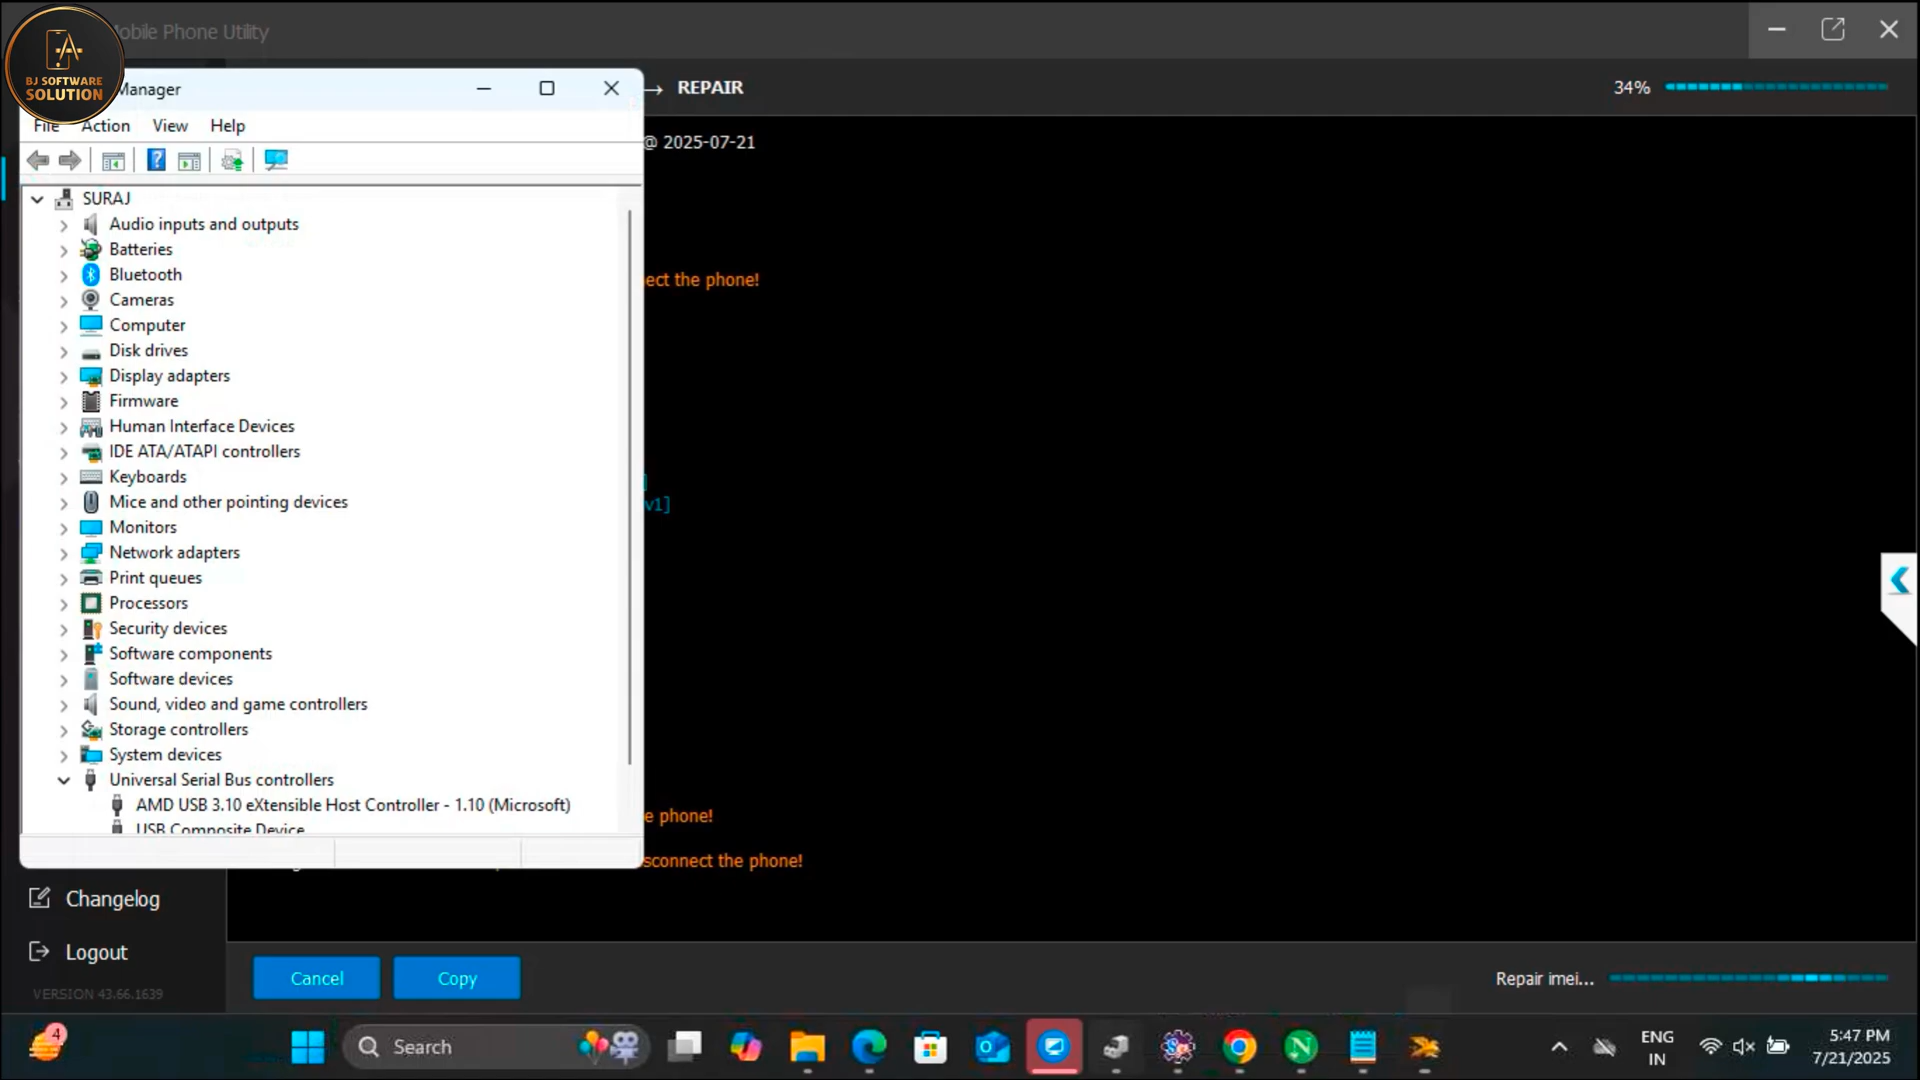 Mobile Phone Utility
BJ SOFTWARE
SOLUTION
Manager
→ REPAIR
34%
File Action View Help
@ 2025-07-21
SURAJ
Audio inputs and outputs
Batteries
Bluetooth
ect the phone!
Cameras
Computer
Disk drives
Display adapters
Firmware
Human Interface Devices
IDE ATA/ATAPI controllers
Keyboards
]
Mice and other pointing devices
v1]
Monitors
Network adapters
Print queues
Processors
Security devices
Software components
Software devices
Sound, video and game controllers
Storage controllers
System devices
Universal Serial Bus controllers
AMD USB 3.10 eXtensible Host Controller - 1.10 (Microsoft)
e phone!
USB Composite Device
sconnect the phone!
Changelog
Logout
VERSION 43.66.1639
Cancel
Copy
Repair imei...
4
Search
ENG
IN
5:47 PM
7/21/2025